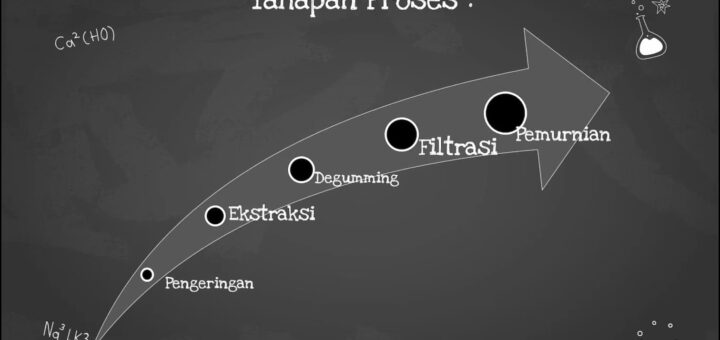 Tahapan Proses :
Ca²(HO)
Pemurnian
Filtrasi
Degumming
Ekstraksi
Pengeringan